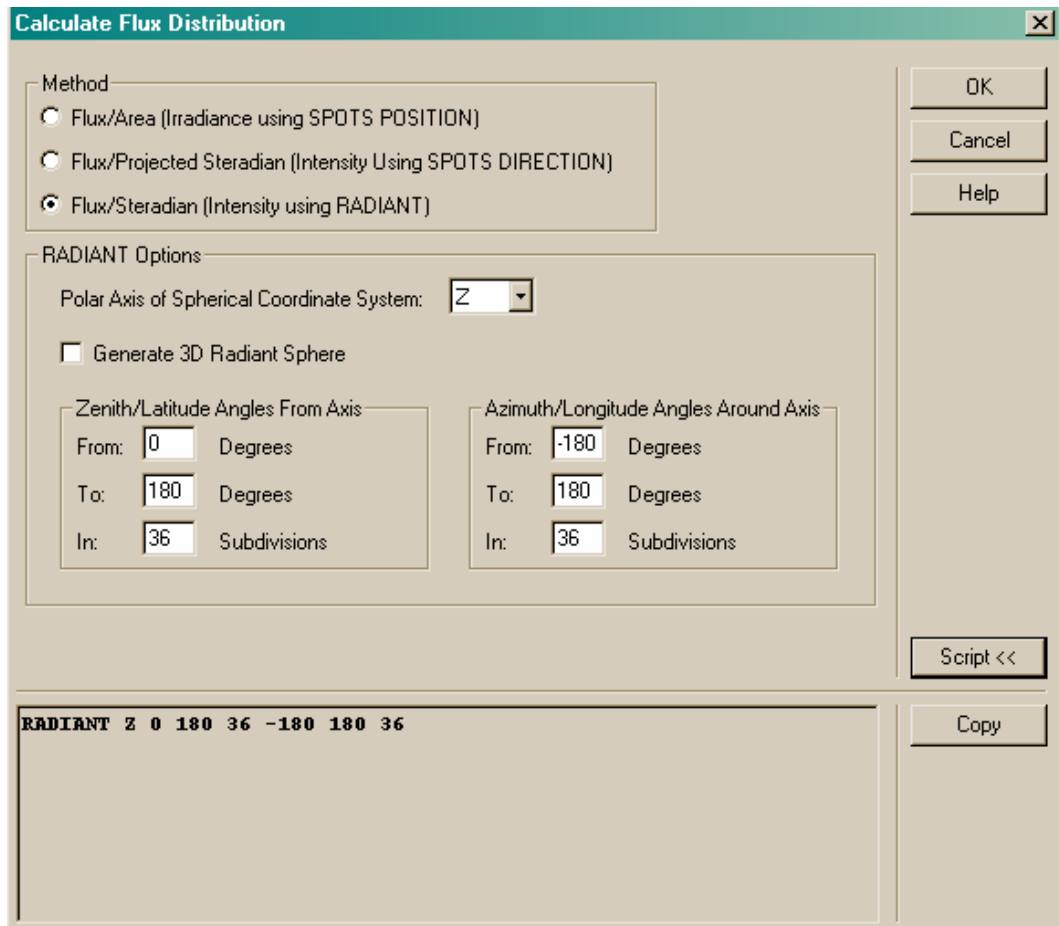 Calculate Flux Distribution
Method
Flux/Area (Irradiance using SPOTS POSITION)
Flux/Projected Steradian (Intensity Using SPOTS DIRECTION)
Flux/Steradian (Intensity using RADIANT)
OK
Cancel
Help
RADIANT Options
Polar Axis of Spherical Coordinate System: Z
Generate 3D Radiant Sphere
Zenith/Latitude Angles From Axis
From: 0 Degrees
To: 180 Degrees
In: 36 Subdivisions
Azimuth/Longitude Angles Around Axis
From: -180 Degrees
To: 180 Degrees
In: 36 Subdivisions
Script <<
RADIANT Z 0 180 36 -180 180 36
Copy